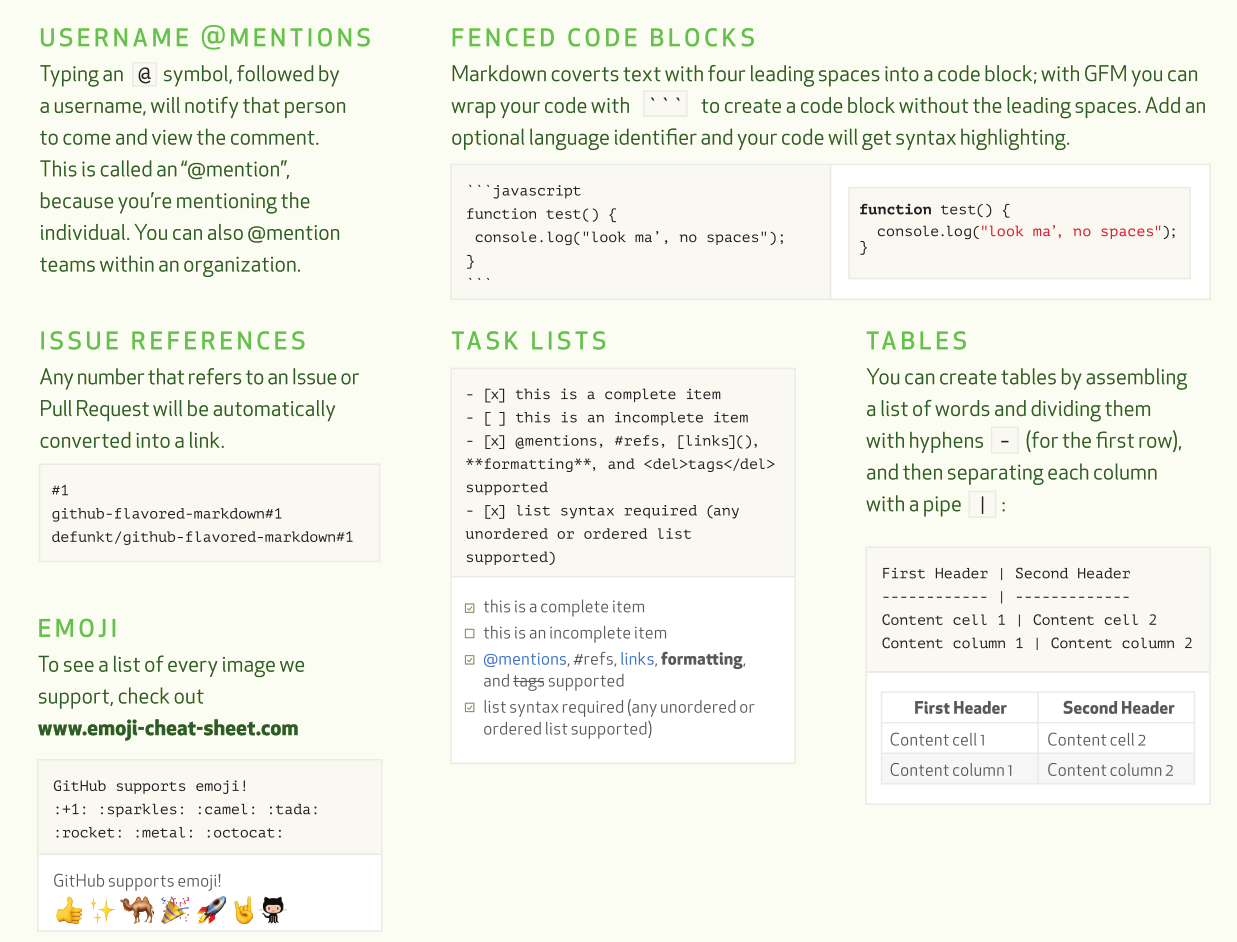 USERNAME @MENTIONS
Typing an @ symbol, followed by
a username, will notify that person
to come and view the comment.
This is called an “@mention”,
because you’re mentioning the
individual. You can also @mention
teams within an organization.
FENCED CODE BLOCKS
Markdown coverts text with four leading spaces into a code block; with GFM you can
wrap your code with ``` to create a code block without the leading spaces. Add an
optional language identifier and your code will get syntax highlighting.
```javascript
function test() {
 console.log("look ma’, no spaces");
}
```
function test() {
  console.log("look ma’, no spaces");
}
ISSUE REFERENCES
Any number that refers to an Issue or
Pull Request will be automatically
converted into a link.
#1
github-flavored-markdown#1
defunkt/github-flavored-markdown#1
EMOJI
To see a list of every image we
support, check out
www.emoji-cheat-sheet.com
GitHub supports emoji!
:+1: :sparkles: :camel: :tada:
:rocket: :metal: :octocat:
GitHub supports emoji!
TASK LISTS
- [x] this is a complete item
- [ ] this is an incomplete item
- [x] @mentions, #refs, [links](),
**formatting**, and <del>tags</del>
supported
- [x] list syntax required (any
unordered or ordered list
supported)
this is a complete item
this is an incomplete item
@mentions, #refs, links, formatting,
and tags supported
list syntax required (any unordered or
ordered list supported)
TABLES
You can create tables by assembling
a list of words and dividing them
with hyphens - (for the first row),
and then separating each column
with a pipe | :
First Header | Second Header
------------ | -------------
Content cell 1 | Content cell 2
Content column 1 | Content column 2
First Header Second Header
Content cell 1 Content cell 2
Content column 1 Content column 2